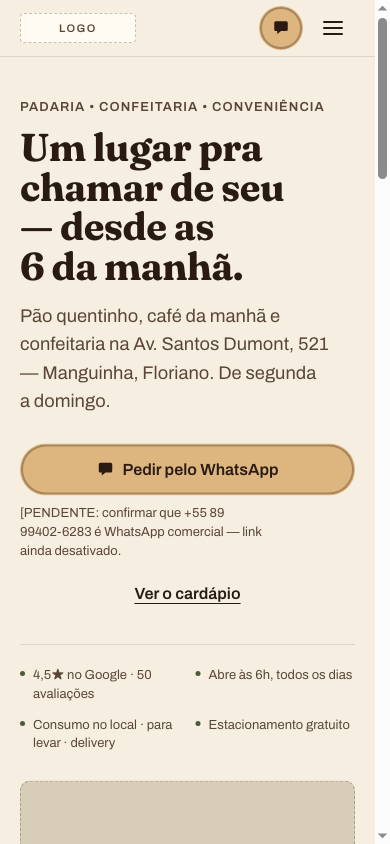 LOGO
PADARIA • CONFEITARIA • CONVENIÊNCIA
Um lugar pra
chamar de seu
— desde as
6 da manhã.
Pão quentinho, café da manhã e
confeitaria na Av. Santos Dumont, 521
— Manguinha, Floriano. De segunda
a domingo.
Pedir pelo WhatsApp
[PENDENTE: confirmar que +55 89
99402-6283 é WhatsApp comercial — link
ainda desativado.
Ver o cardápio
4,5★ no Google · 50
avaliações
Abre às 6h, todos os dias
Consumo no local · para
levar · delivery
Estacionamento gratuito